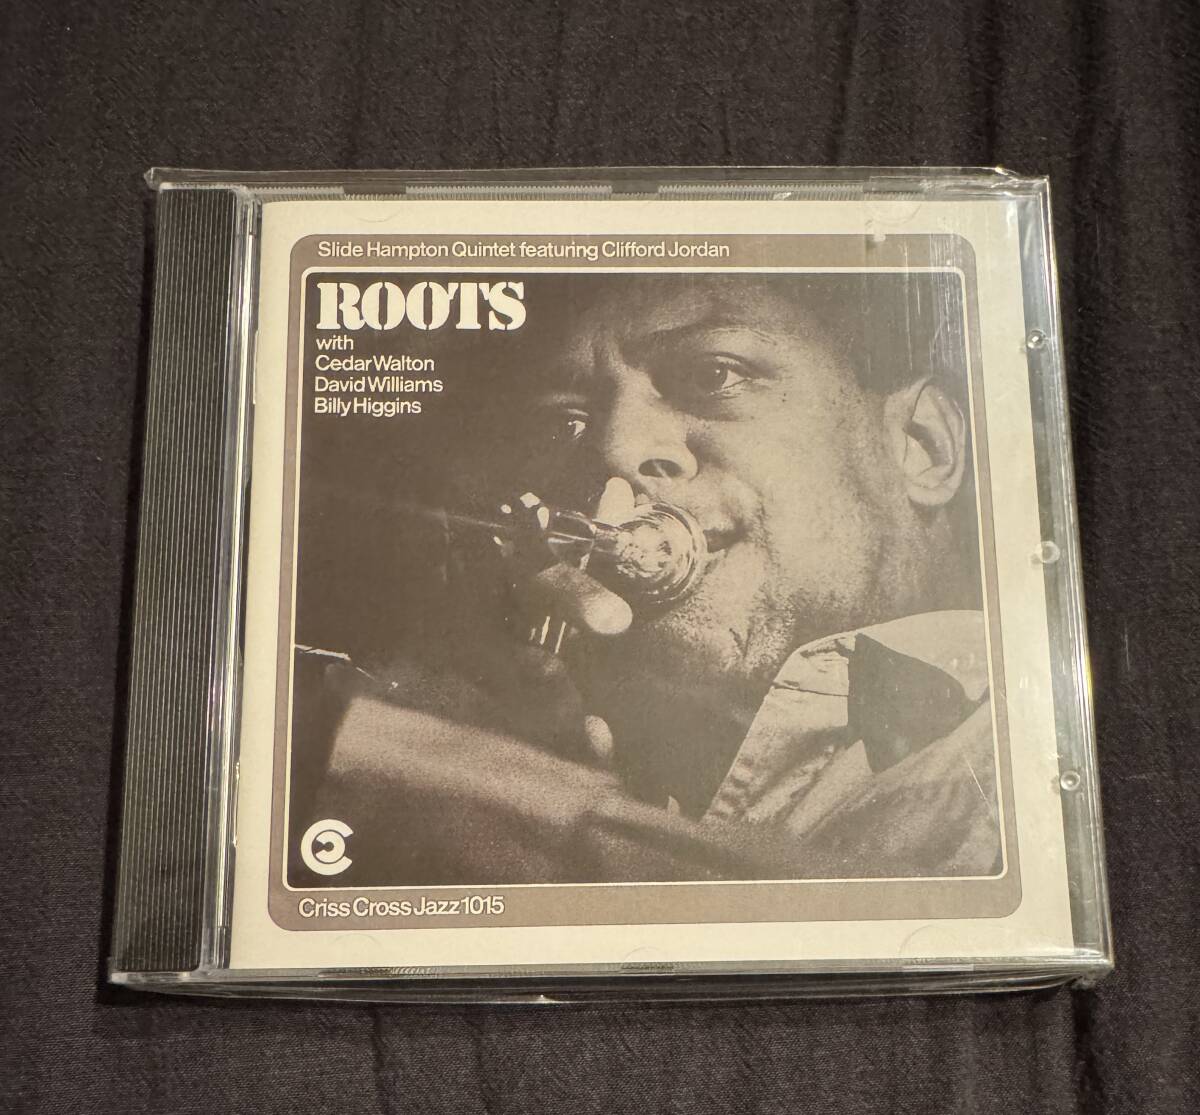 Slide Hampton Quintet featuring Clifford Jordan
ROOTS
with
Cedar Walton
David Williams
Billy Higgins
Criss Cross Jazz 1015